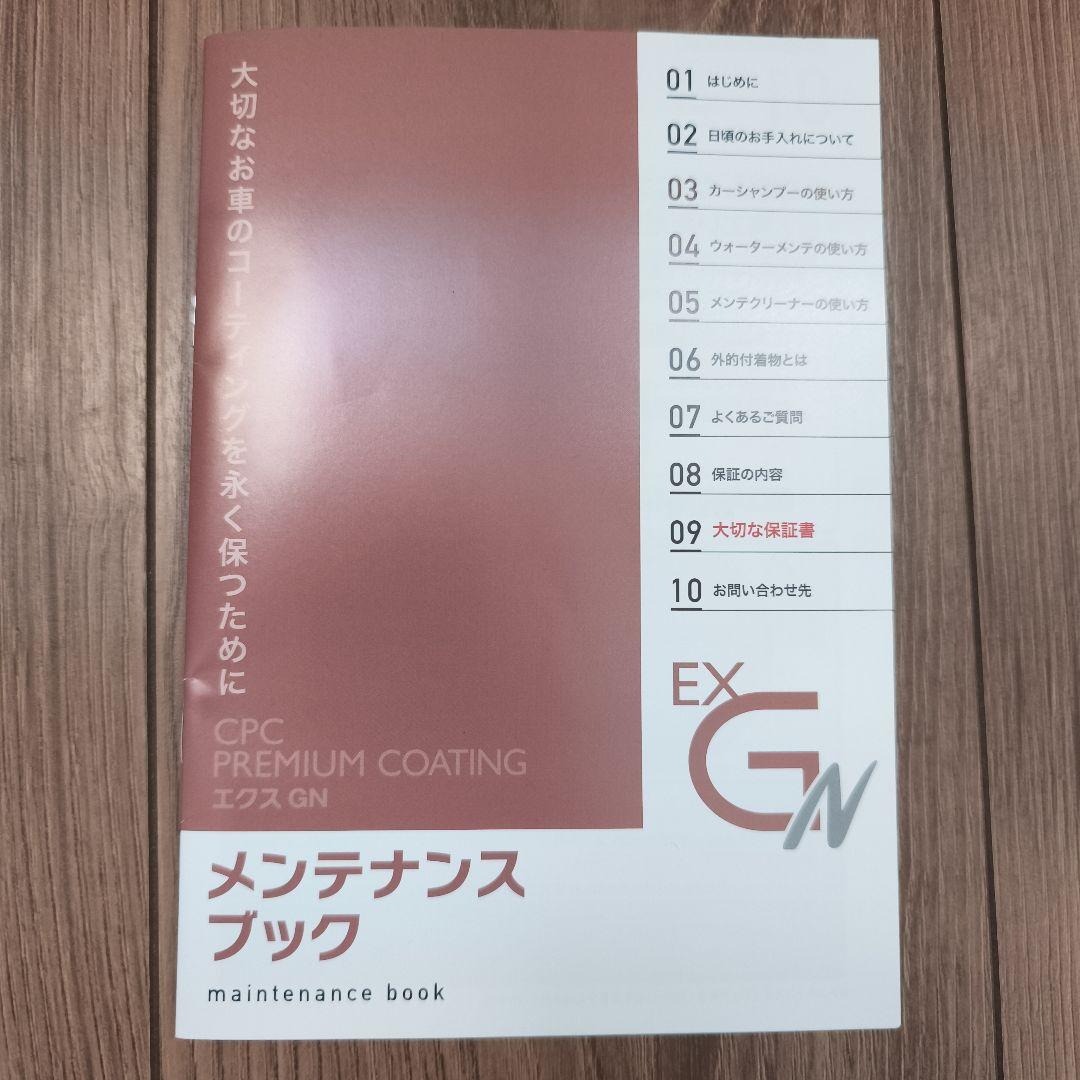 大切なお車のコーティングを永く保つために
CPC
PREMIUM COATING
エクス GN
メンテナンス
ブック
maintenance book
01 はじめに
02 日頃のお手入れについて
03 カーシャンプーの使い方
04 ウォーターメンテの使い方
05 メンテクリーナーの使い方
06 外的付着物とは
07 よくあるご質問
08 保証の内容
09 大切な保証書
10 お問い合わせ先
EX
GN